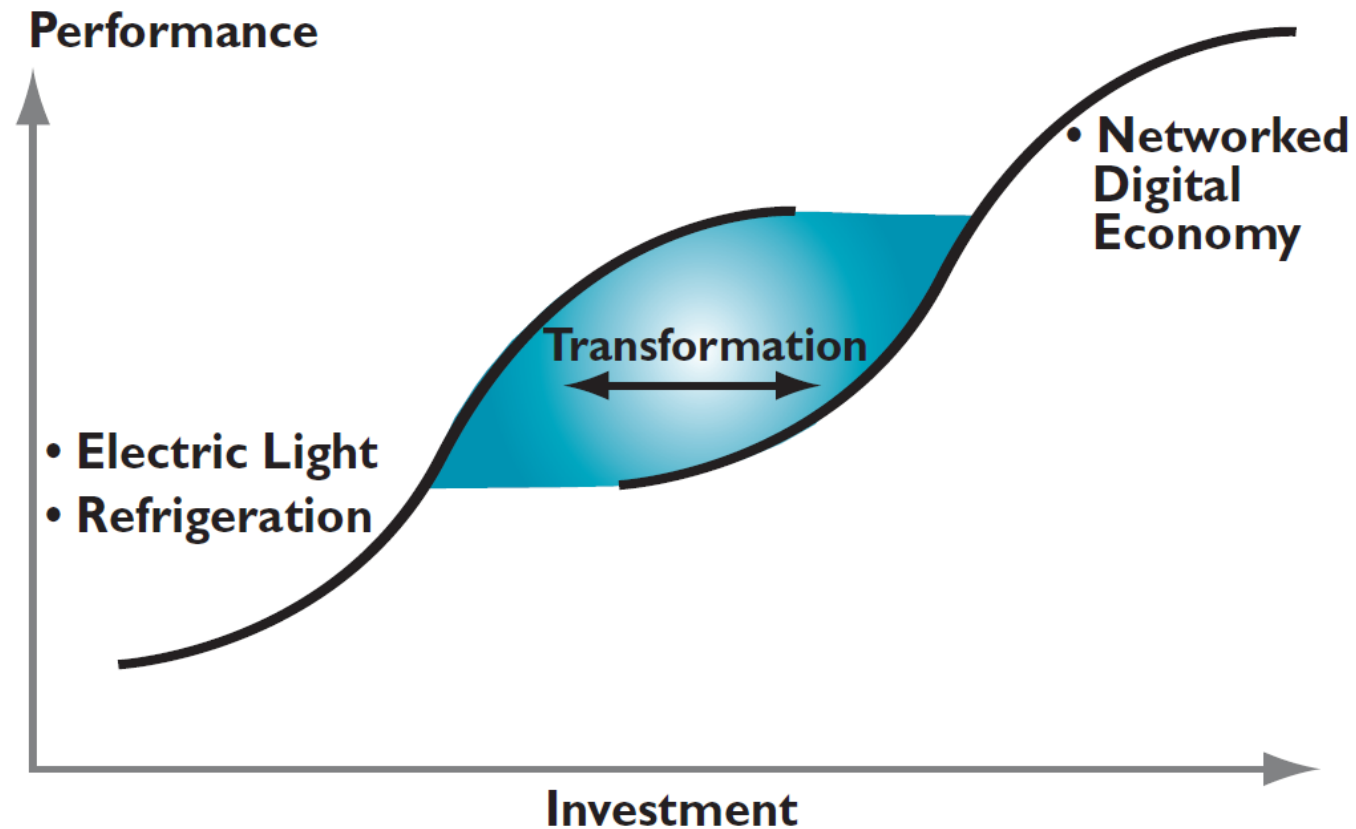 Performance
• Networked
Digital
Economy
Transformation
• Electric Light
• Refrigeration
Investment